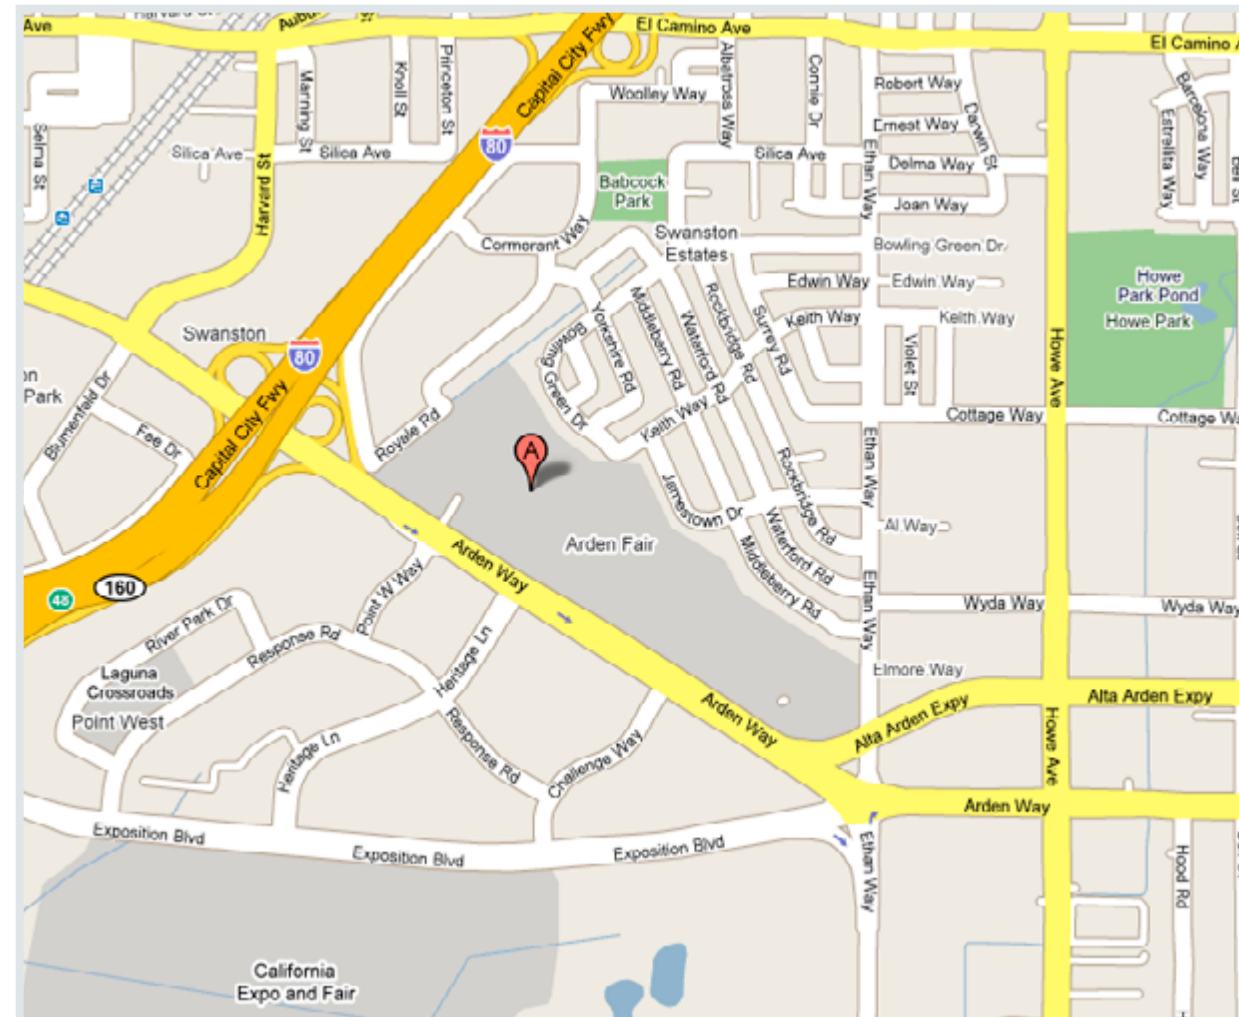 Ave
El Camino Ave
El Camino
Capital City Fwy
Woolley Way
Albatross Way
Connie Dr
Robert Way
Darwin St
Ernest Way
Barcelona Way
Estrellita Way
Manning St
Knoll St
Princeton St
80
Selma St
Silica Ave
Silica Ave
Silica Ave
Ethan Way
Delma Way
Harvard St
Babcock
Park
Joan Way
Cormorant Way
Swanston
Estates
Bowling Green Dr
Edwin Way
Edwin Way
Howe
Park Pond
Howe Park
Keith Way
Keith Way
Swanston
80
Bowling
Green Dr
Yorkshire Rd
Middleberry Rd
Waterford Rd
Rockbridge Rd
Surrey Rd
Violet St
Howe Ave
Park
Blumenfeld Dr
Fee Dr
Capital City Fwy
Royale Rd
Keith Way
Cottage Way
Cottage
A
Ethan Way
Jamestown Dr
Rockbridge Rd
Waterford Rd
Middleberry Rd
Al Way
Arden Fair
Arden Way
160
Point W Way
Ethan Way
Wyda Way
Wyda Way
River Park Dr
Response Rd
Heritage Ln
Laguna
Crossroads
Point West
Elmore Way
Arden Way
Alta Arden Expy
Alta Arden Expy
Heritage Ln
Response Rd
Challenge Way
Howe Ave
Arden Way
Exposition Blvd
Exposition Blvd
Exposition Blvd
Ethan Way
Hood Rd
California
Expo and Fair